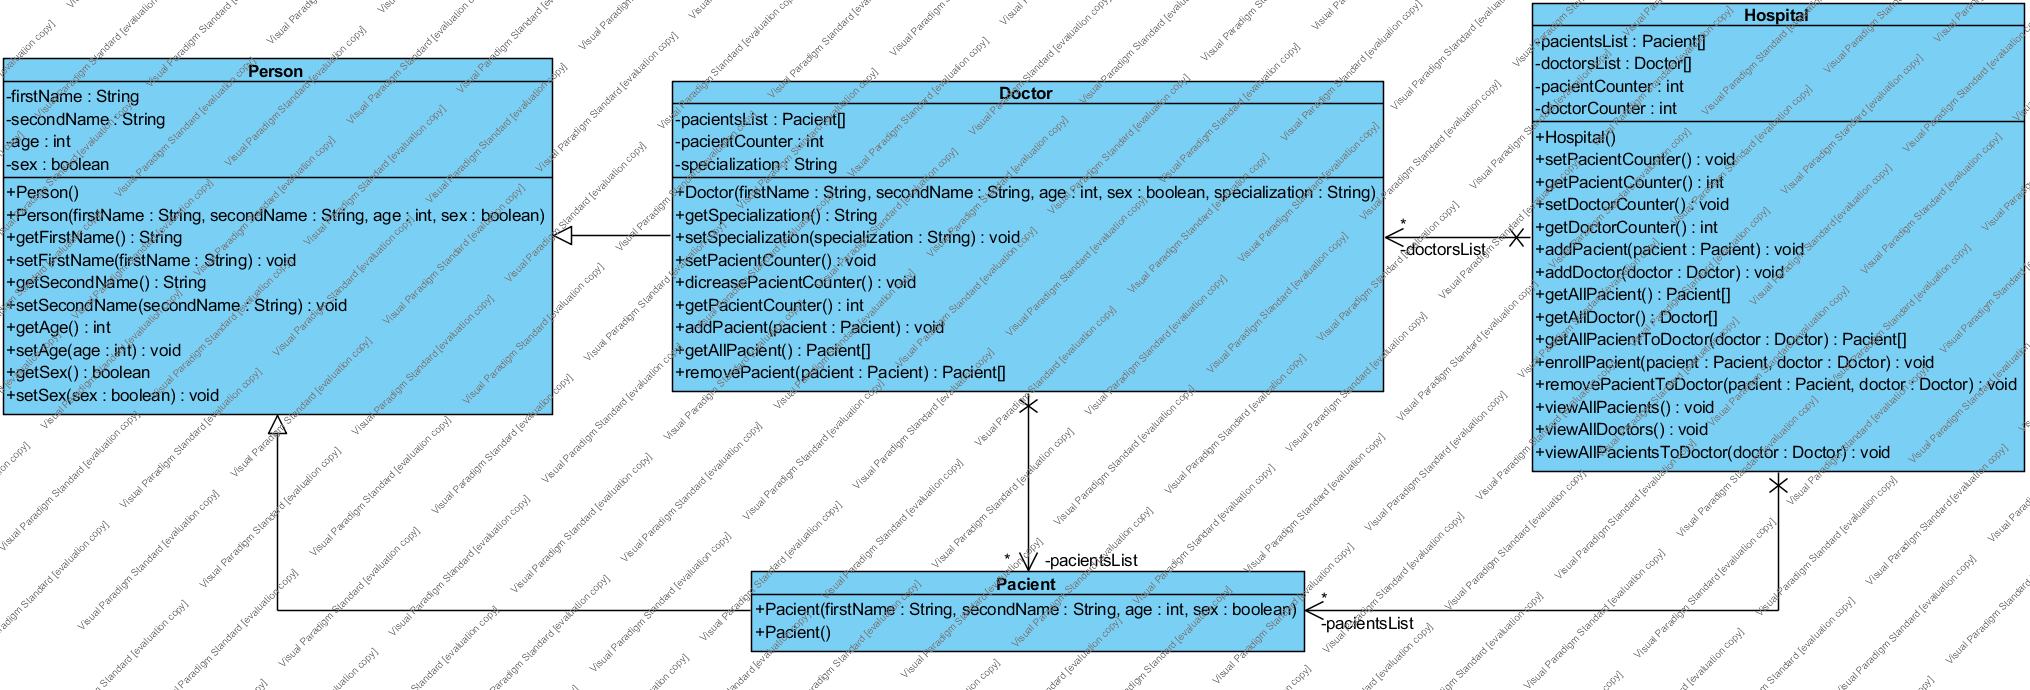 Person
-firstName : String
-secondName : String
-age : int
-sex : boolean
+Person()
+Person(firstName : String, secondName : String, age : int, sex : boolean)
+getFirstName() : String
+setFirstName(firstName : String) : void
+getSecondName() : String
+setSecondName(secondName : String) : void
+getAge() : int
+setAge(age : int) : void
+getSex() : boolean
+setSex(sex : boolean) : void
Doctor
-pacientsList : Pacient[]
-pacientCounter : int
-specialization : String
+Doctor(firstName : String, secondName : String, age : int, sex : boolean, specialization : String)
+getSpecialization() : String
+setSpecialization(specialization : String) : void
+setPacientCounter() : void
+dicreasePacientCounter() : void
+getPacientCounter() : int
+addPacient(pacient : Pacient) : void
+getAllPacient() : Pacient[]
+removePacient(pacient : Pacient) : Pacient[]
Hospital
-pacientsList : Pacient[]
-doctorsList : Doctor[]
-pacientCounter : int
-doctorCounter : int
+Hospital()
+setPacientCounter() : void
+getPacientCounter() : int
+setDoctorCounter() : void
+getDoctorCounter() : int
+addPacient(pacient : Pacient) : void
+addDoctor(doctor : Doctor) : void
+getAllPacient() : Pacient[]
+getAllDoctor() : Doctor[]
+getAllPacientToDoctor(doctor : Doctor) : Pacient[]
+enrollPacient(pacient : Pacient, doctor : Doctor) : void
+removePacientToDoctor(pacient : Pacient, doctor : Doctor) : void
+viewAllPacients() : void
+viewAllDoctors() : void
+viewAllPacientsToDoctor(doctor : Doctor) : void
*
-doctorsList
*
-pacientsList
*
-pacientsList
Pacient
+Pacient(firstName : String, secondName : String, age : int, sex : boolean)
+Pacient()
Visual Paradigm Standard [evaluation copy]